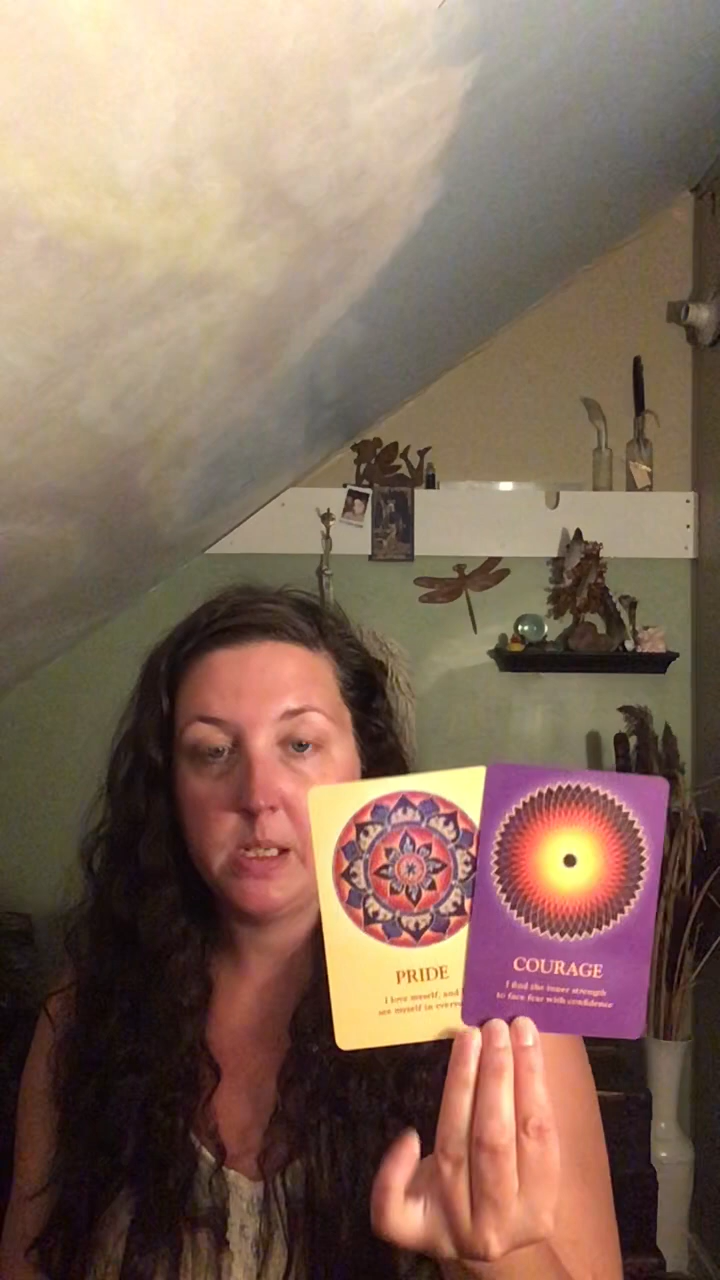 PRIDE
I love myself, and
see myself in every
COURAGE
I find the inner strength
to face fear with confidence